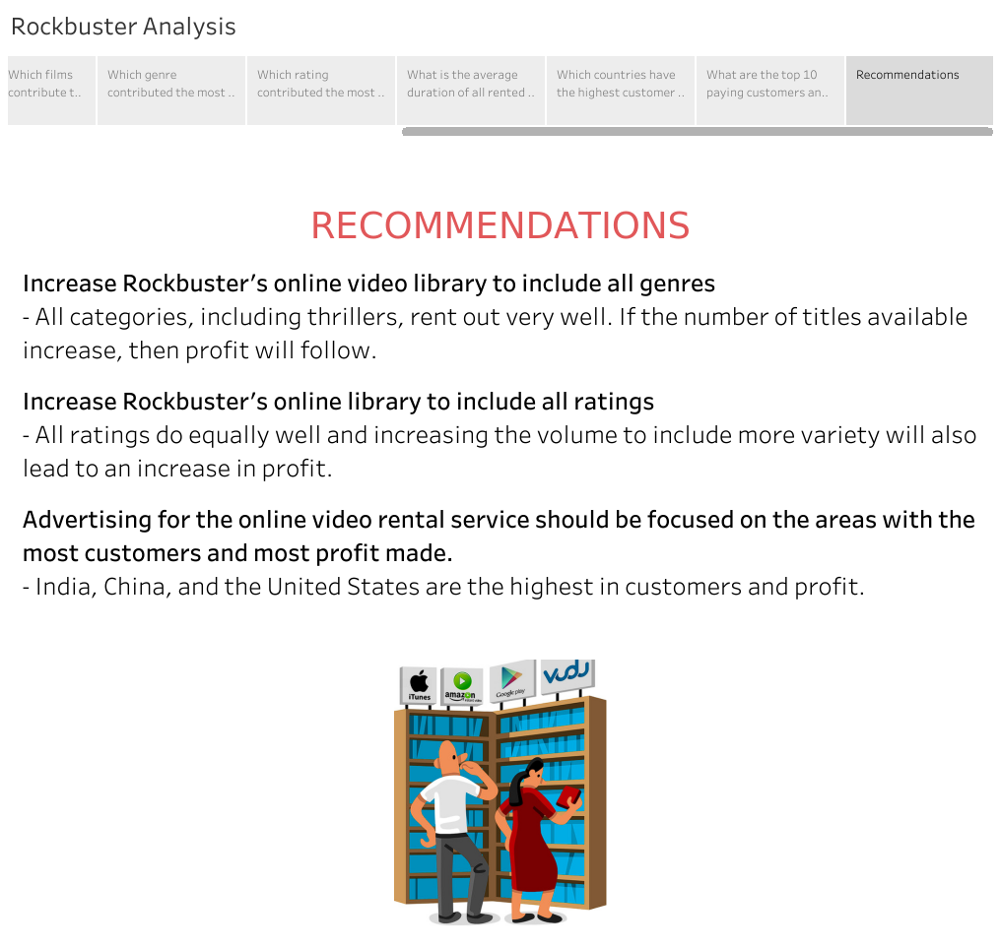 Rockbuster Analysis
Which films
contribute t..
Which genre
contributed the most ..
Which rating
contributed the most ..
What is the average
duration of all rented ..
Which countries have
the highest customer ..
What are the top 10
paying customers an..
Recommendations
RECOMMENDATIONS
Increase Rockbuster’s online video library to include all genres
- All categories, including thrillers, rent out very well. If the number of titles available
increase, then profit will follow.
Increase Rockbuster’s online library to include all ratings
- All ratings do equally well and increasing the volume to include more variety will also
lead to an increase in profit.
Advertising for the online video rental service should be focused on the areas with the
most customers and most profit made.
- India, China, and the United States are the highest in customers and profit.
iTunes
amazon
Google play
vudu